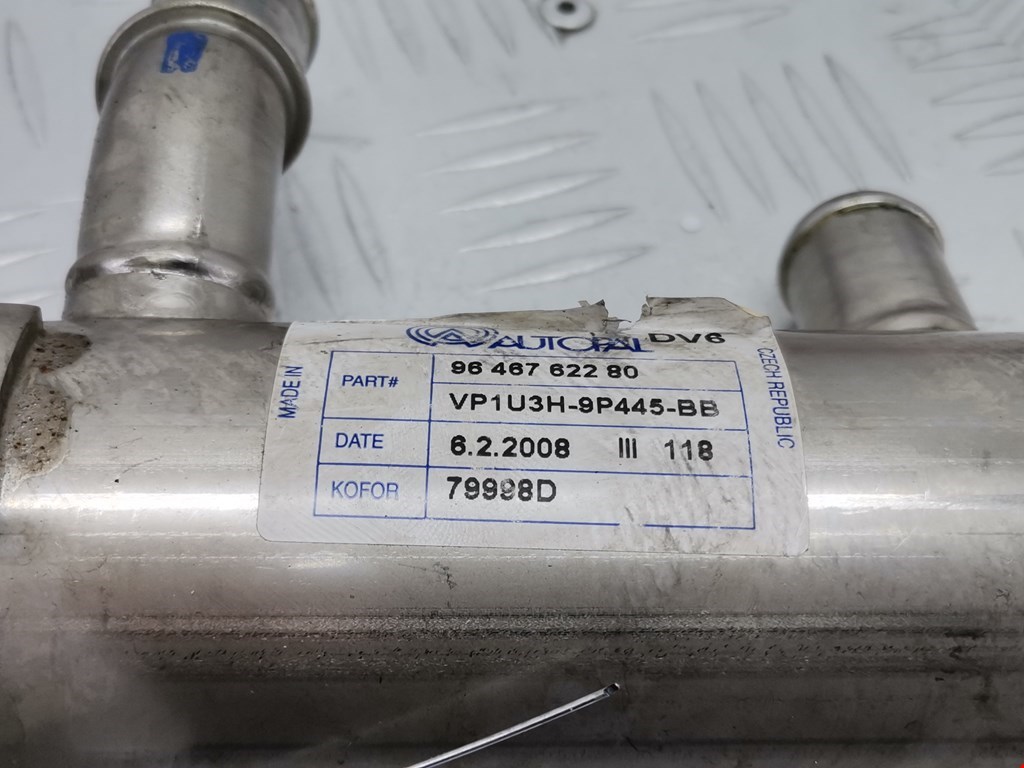 AUTOPAL DV6
MADE IN
PART# 96 467 622 80
VP1U3H-9P445-BB
DATE 6.2.2008 III 118
KOFOR 79998D
CZECH REPUBLIC